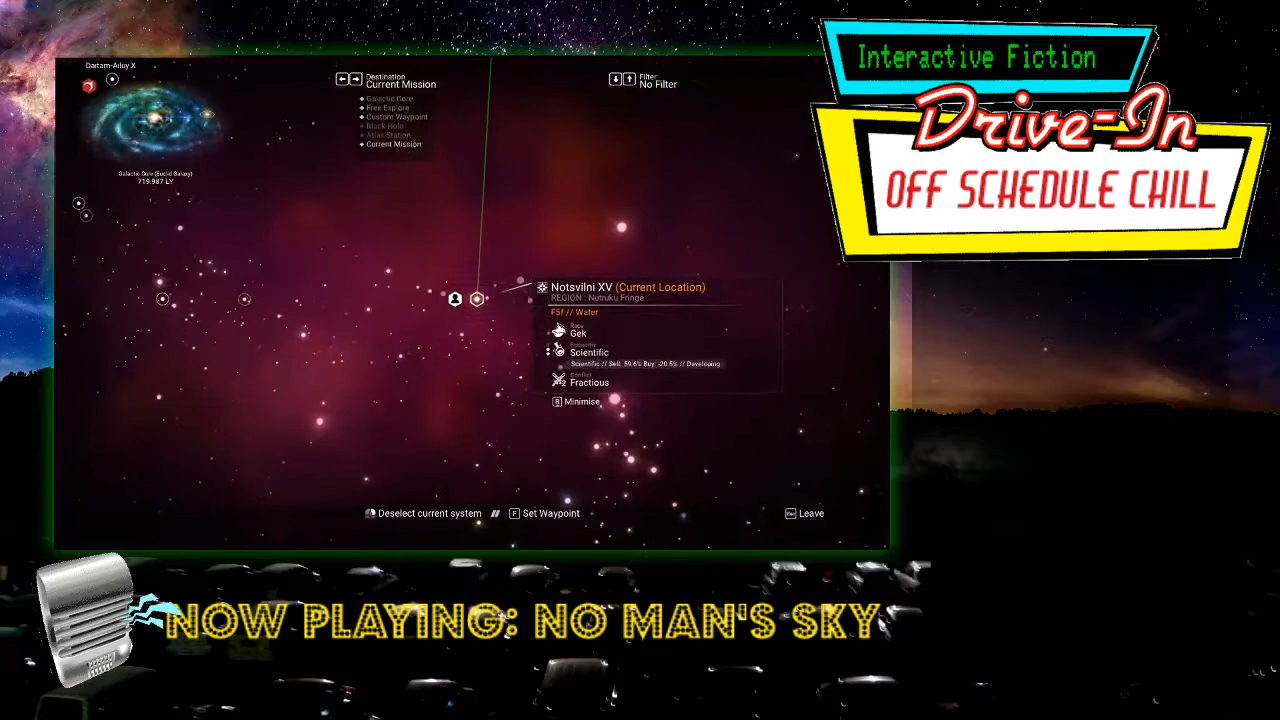 Interactive Fiction
Drive-In
OFF SCHEDULE CHILL
Daitam-Ailuy X
Galactic Core (Euclid Galaxy)
719,987 LY
Destination
Current Mission
Galactic Core
Free Explore
Custom Waypoint
Black Hole
Atlas Station
Current Mission
Filter
No Filter
Notsvilni XV (Current Location)
REGION : Nutruku Fringe
F5f // Water
Race
Gek
Economy
Scientific
Scientific // Sell: 59.6% Buy: -20.5% // Developing
Conflict
2
Fractious
R Minimise
Deselect current system // F Set Waypoint
Esc Leave
NOW PLAYING: NO MAN'S SKY